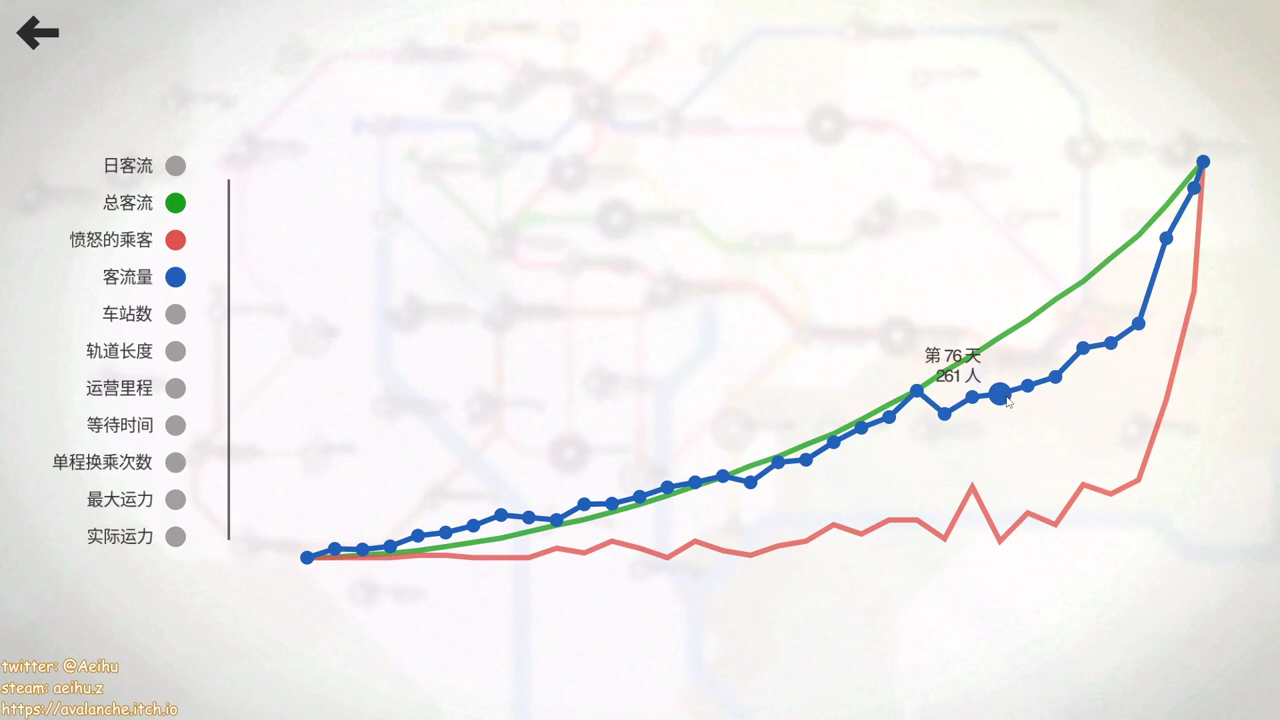 日客流
总客流
愤怒的乘客
客流量
车站数
轨道长度
运营里程
等待时间
单程换乘次数
最大运力
实际运力
第 76 天
261 人
twitter: @Aeihu
steam: aeihu.z
https://avalanche.itch.io